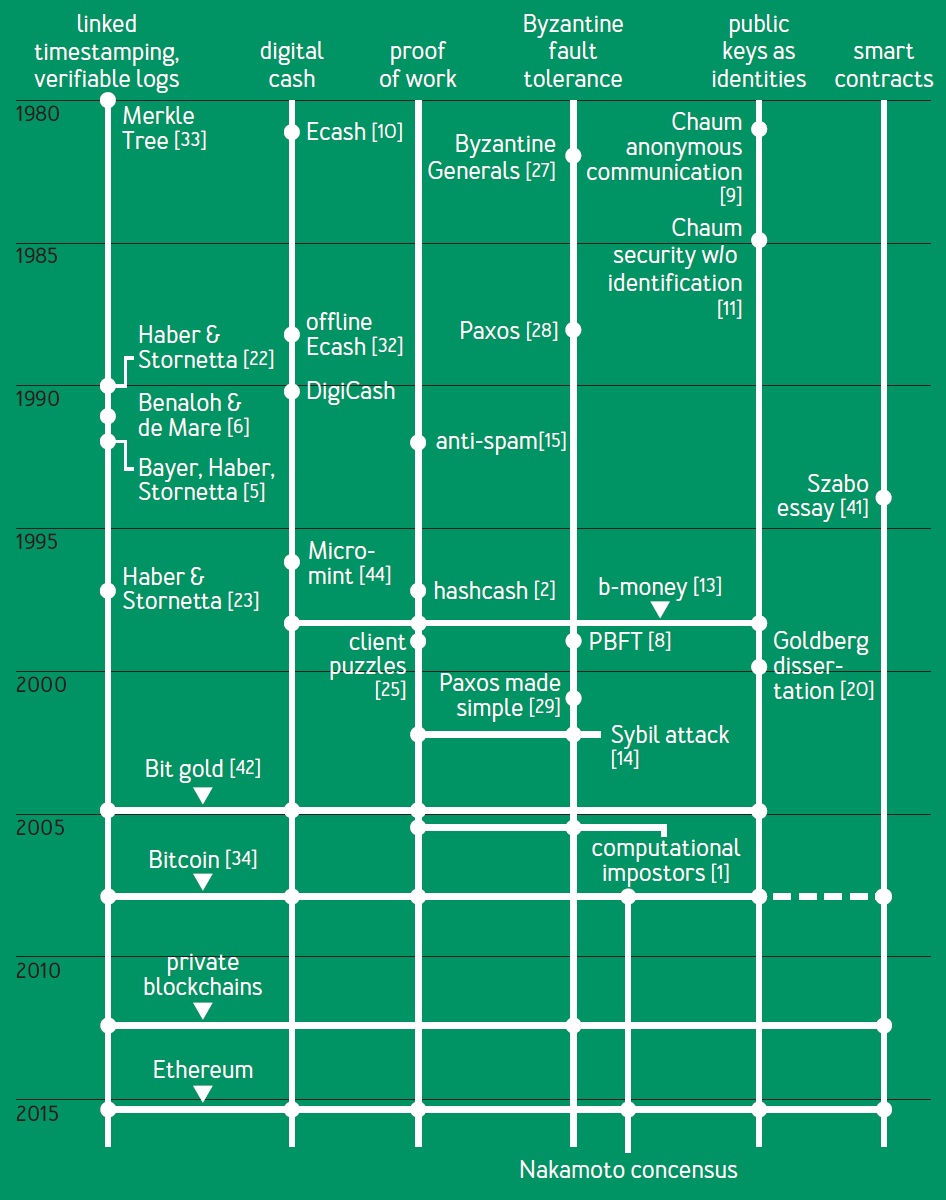 linked
timestamping,
verifiable logs
digital
cash
proof
of work
Byzantine
fault
tolerance
public
keys as
identities
smart
contracts
1980
Merkle
Tree [33]
Ecash [10]
Byzantine
Generals [27]
Chaum
anonymous
communication
[9]
1985
Chaum
security w/o
identification
[11]
offline
Ecash [32]
Paxos [28]
Haber &
Stornetta [22]
1990
DigiCash
Benaloh &
de Mare [6]
anti-spam[15]
Bayer, Haber,
Stornetta [5]
Szabo
essay [41]
1995
Micro-
mint [44]
Haber &
Stornetta [23]
hashcash [2]
b-money [13]
client
puzzles
[25]
PBFT [8]
Goldberg
disser-
tation [20]
2000
Paxos made
simple [29]
Sybil attack
[14]
Bit gold [42]
2005
computational
impostors [1]
Bitcoin [34]
2010
private
blockchains
Ethereum
2015
Nakamoto concensus